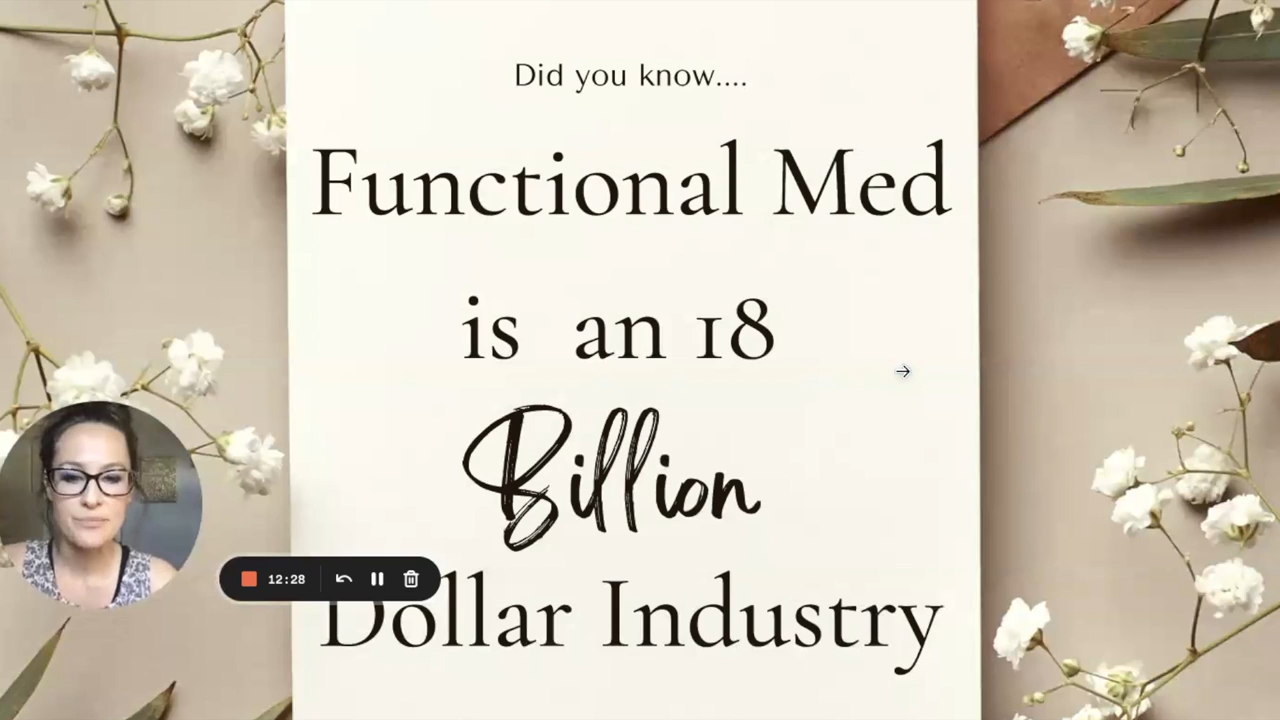 Did you know....
Functional Med
is an 18
Billion
12:28
Dollar Industry